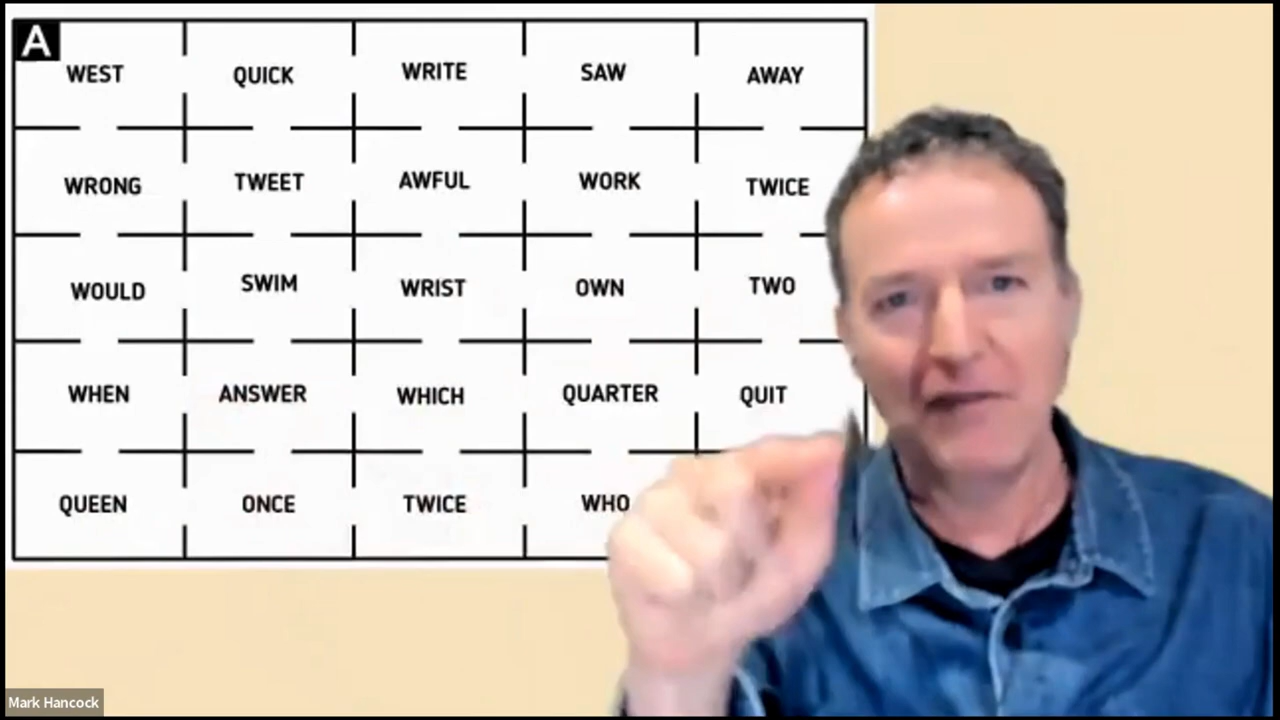 A
WEST QUICK WRITE SAW AWAY
WRONG TWEET AWFUL WORK TWICE
WOULD SWIM WRIST OWN TWO
WHEN ANSWER WHICH QUARTER QUIT
QUEEN ONCE TWICE WHO
Mark Hancock